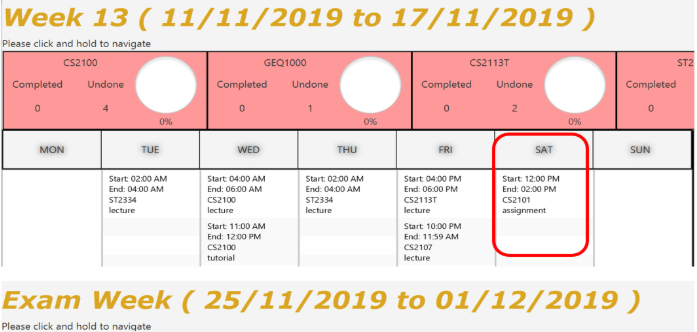 Week 13 ( 11/11/2019 to 17/11/2019 )
Please click and hold to navigate
CS2100 GEQ1000 CS2113T ST2
Completed Undone Completed Undone Completed Undone Completed
0 4 0 1 0 2 0
0% 0% 0%
MON TUE WED THU FRI SAT SUN
Start: 02:00 AM
End: 04:00 AM
ST2334
lecture
Start: 04:00 AM
End: 06:00 AM
CS2100
lecture
Start: 11:00 AM
End: 12:00 PM
CS2100
tutorial
Start: 02:00 AM
End: 04:00 AM
ST2334
lecture
Start: 04:00 PM
End: 06:00 PM
CS2113T
lecture
Start: 10:00 PM
End: 11:59 AM
CS2107
lecture
Start: 12:00 PM
End: 02:00 PM
CS2101
assignment
Exam Week ( 25/11/2019 to 01/12/2019 )
Please click and hold to navigate